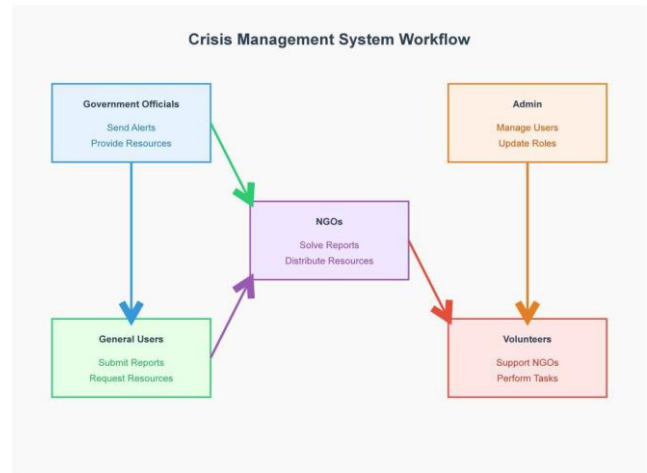 Crisis Management System Workflow
Government Officials
Send Alerts
Provide Resources
Admin
Manage Users
Update Roles
NGOs
Solve Reports
Distribute Resources
General Users
Submit Reports
Request Resources
Volunteers
Support NGOs
Perform Tasks